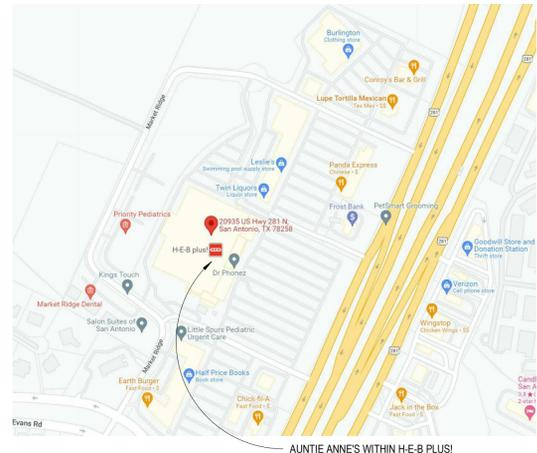 Burlington
Clothing store
Conroy's Bar & Grill
Lupe Tortilla Mexican
Tex Mex • $$
281
281
Market Ridge
Leslie's
Swimming pool supply store
Panda Express
Chinese • $
Twin Liquors
Liquor store
Frost Bank
PetSmart Grooming
Priority Pediatrics
20935 US Hwy 281 N,
San Antonio, TX 78258
H-E-B plus!
Dr Phonez
Goodwill Store and
Donation Station
Thrift store
Kings Touch
Verizon
Cell phone store
Market Ridge Dental
Salon Suites of
San Antonio
Little Spurs Pediatric
Urgent Care
Wingstop
Chicken Wings • $$
Market Ridge
281
Half Price Books
Book store
Earth Burger
Fast Food • $
Chick-fil-A
Fast Food • $
Jack in the Box
Fast Food • $
Candl
San A
2-star h
Evans Rd
AUNTIE ANNE'S WITHIN H-E-B PLUS!